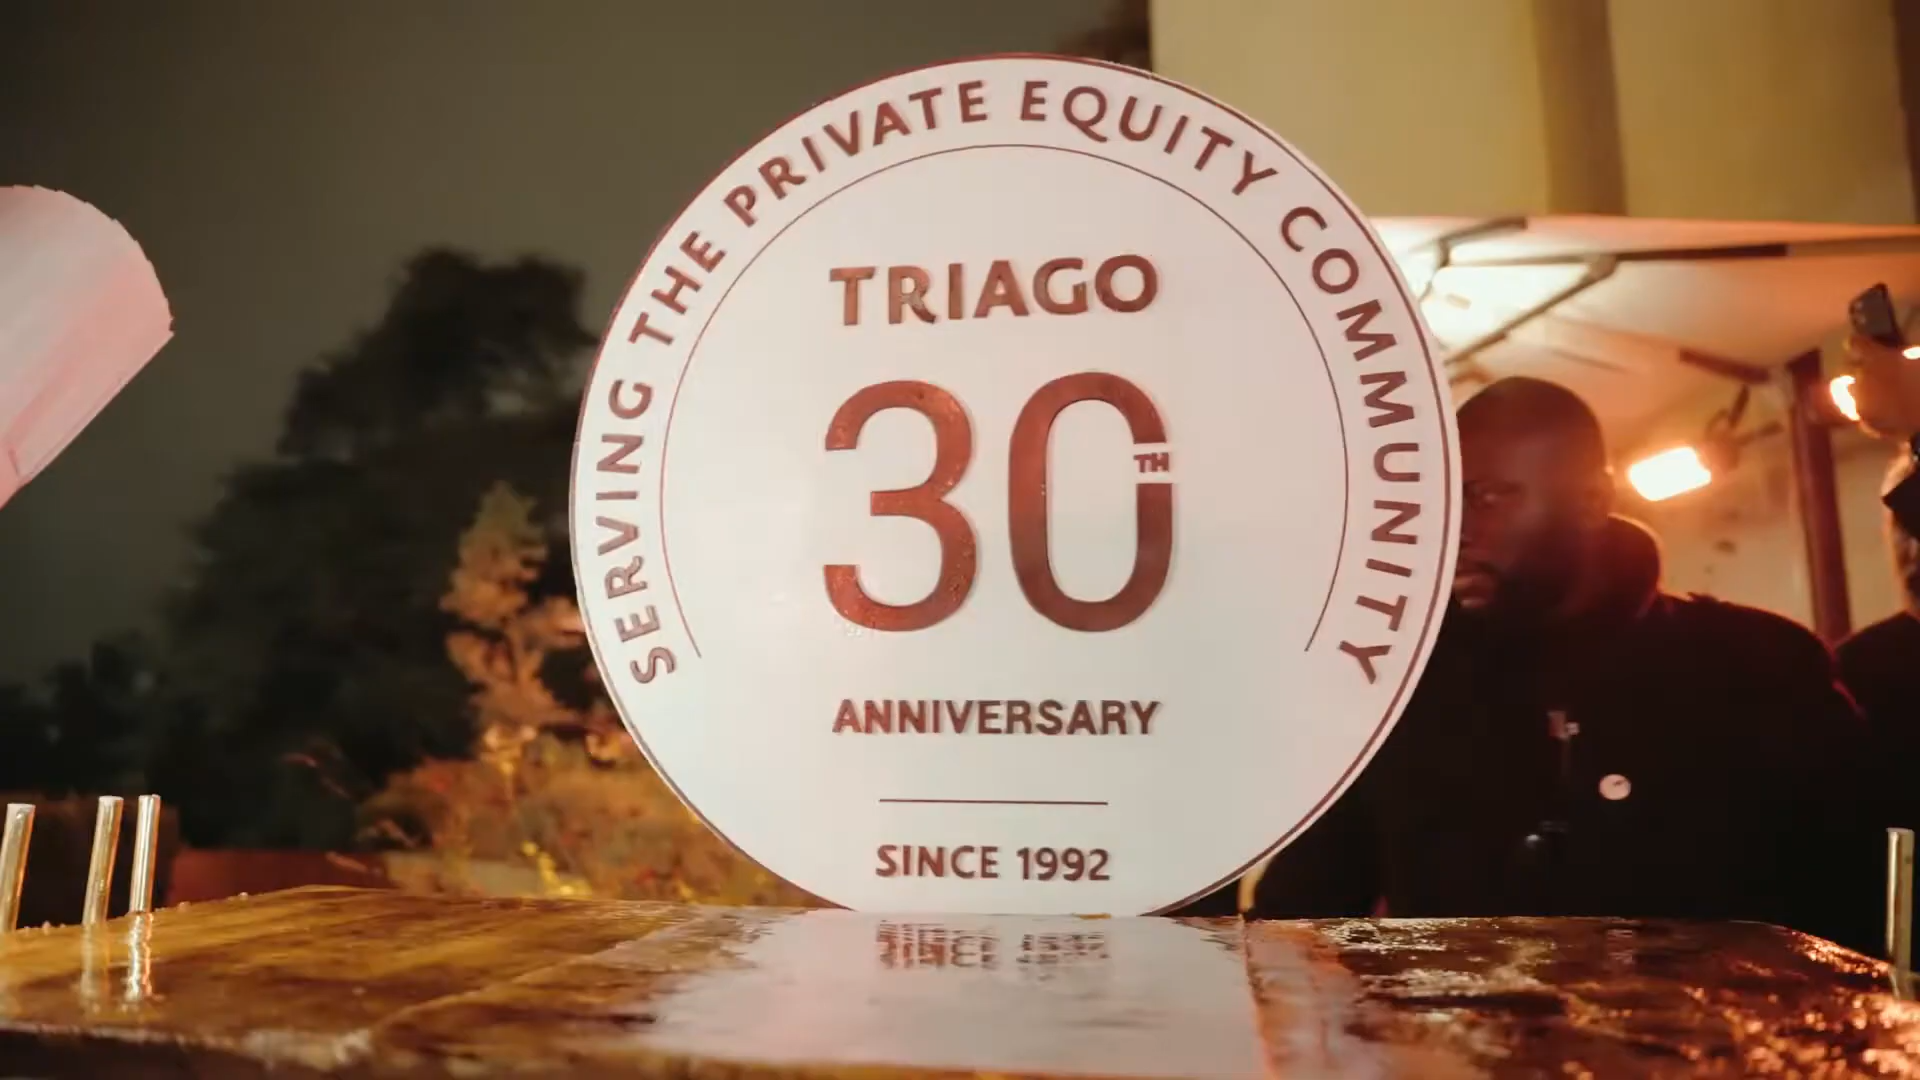 SERVING THE PRIVATE EQUITY COMMUNITY
TRIAGO
30TH
ANNIVERSARY
SINCE 1992